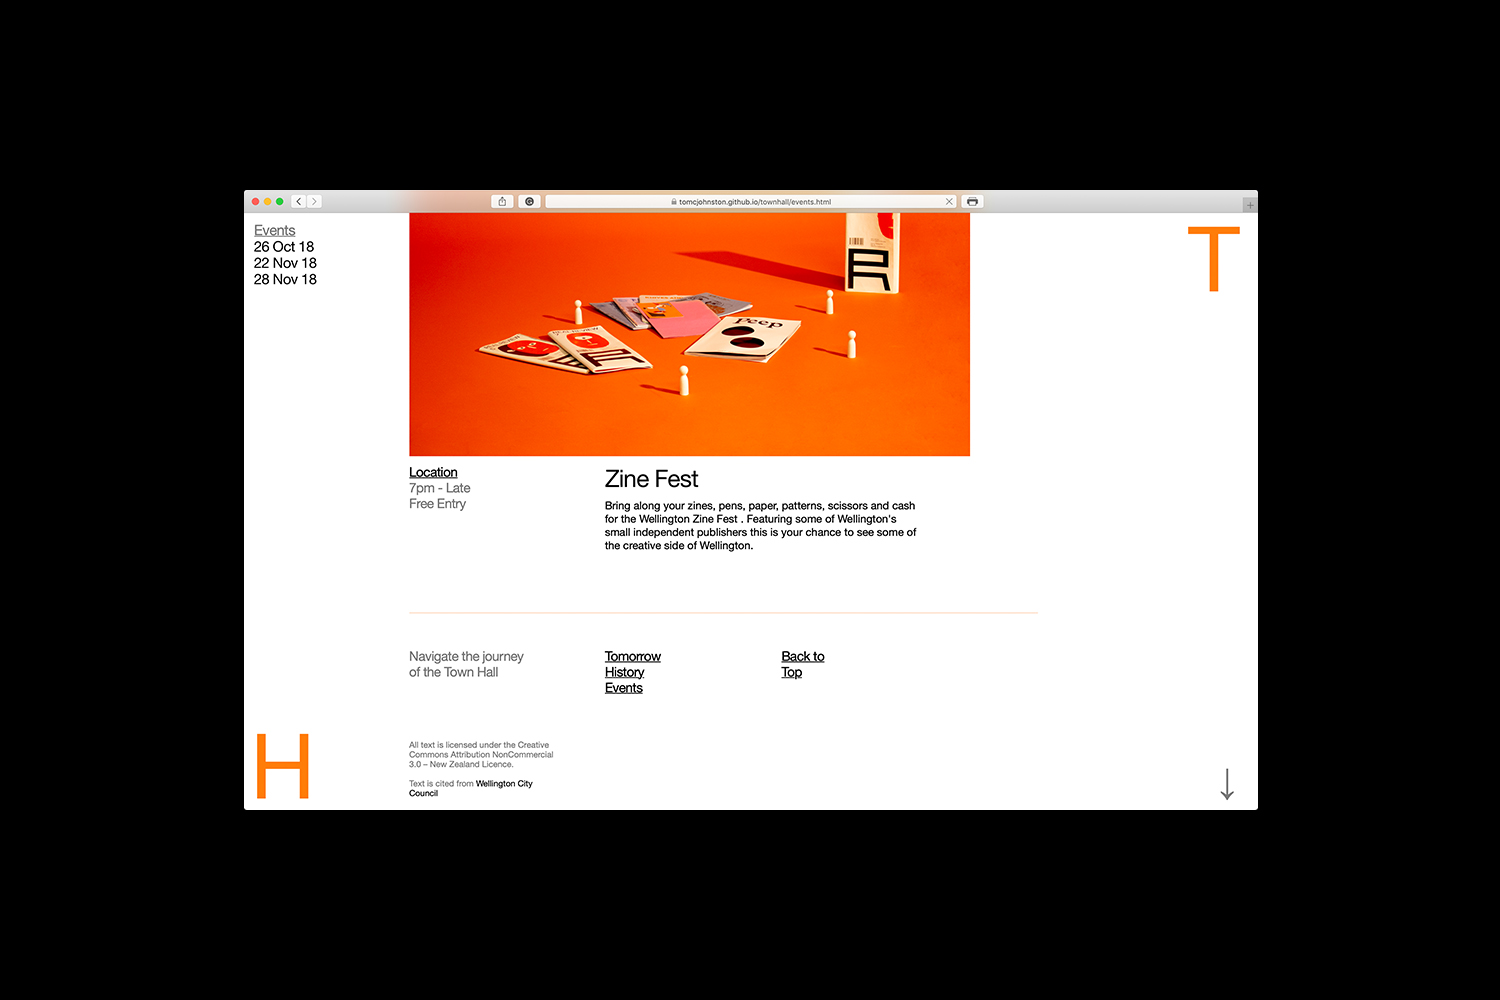 tomcjohnston.github.io/townhall/events.html
Events
26 Oct 18
22 Nov 18
28 Nov 18
T
Peep
Location
7pm - Late
Free Entry
Zine Fest
Bring along your zines, pens, paper, patterns, scissors and cash
for the Wellington Zine Fest . Featuring some of Wellington's
small independent publishers this is your chance to see some of
the creative side of Wellington.
Navigate the journey
of the Town Hall
Tomorrow
History
Events
Back to
Top
H
All text is licensed under the Creative
Commons Attribution NonCommercial
3.0 – New Zealand Licence.
Text is cited from Wellington City
Council